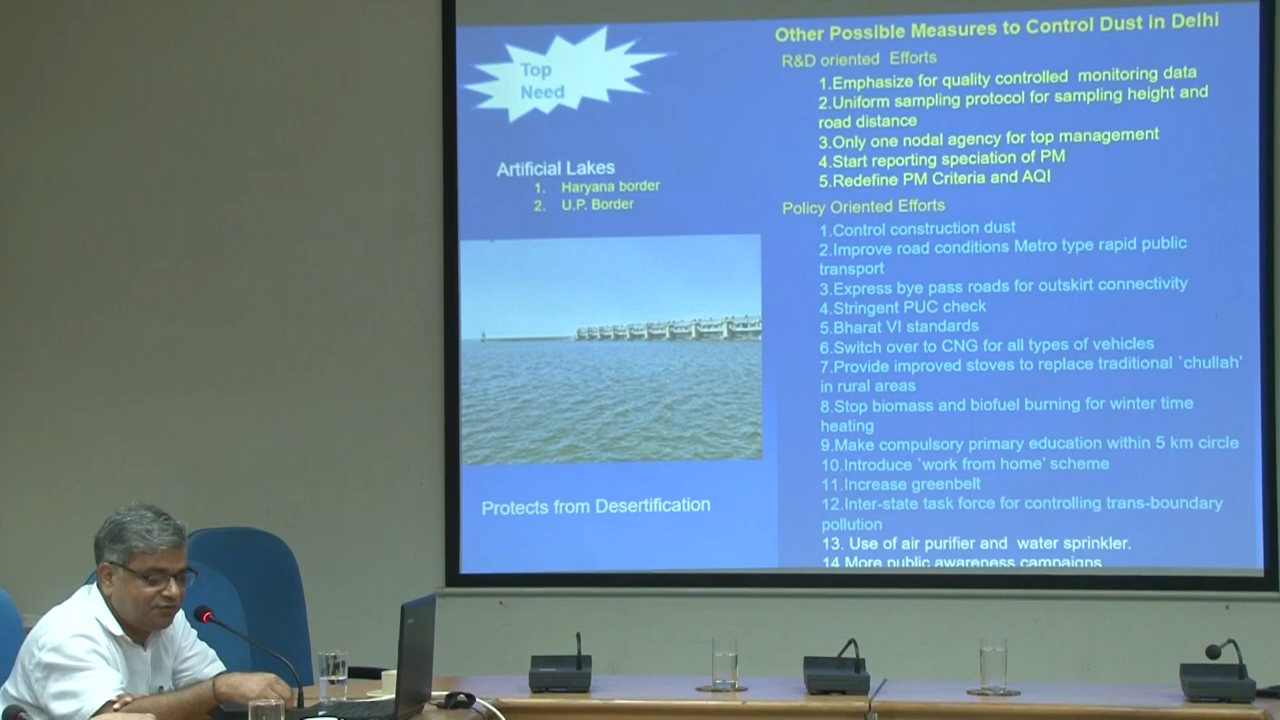 Other Possible Measures to Control Dust in Delhi
Top
Need
Artificial Lakes
1. Haryana border
2. U.P. Border
Protects from Desertification
R&D oriented Efforts
1.Emphasize for quality controlled monitoring data
2.Uniform sampling protocol for sampling height and
road distance
3.Only one nodal agency for top management
4.Start reporting speciation of PM
5.Redefine PM Criteria and AQI
Policy Oriented Efforts
1.Control construction dust
2.Improve road conditions Metro type rapid public
transport
3.Express bye pass roads for outskirt connectivity
4.Stringent PUC check
5.Bharat VI standards
6.Switch over to CNG for all types of vehicles
7.Provide improved stoves to replace traditional `chullah'
in rural areas
8.Stop biomass and biofuel burning for winter time
heating
9.Make compulsory primary education within 5 km circle
10.Introduce `work from home' scheme
11.Increase greenbelt
12.Inter-state task force for controlling trans-boundary
pollution
13. Use of air purifier and water sprinkler.
14 More public awareness campaigns